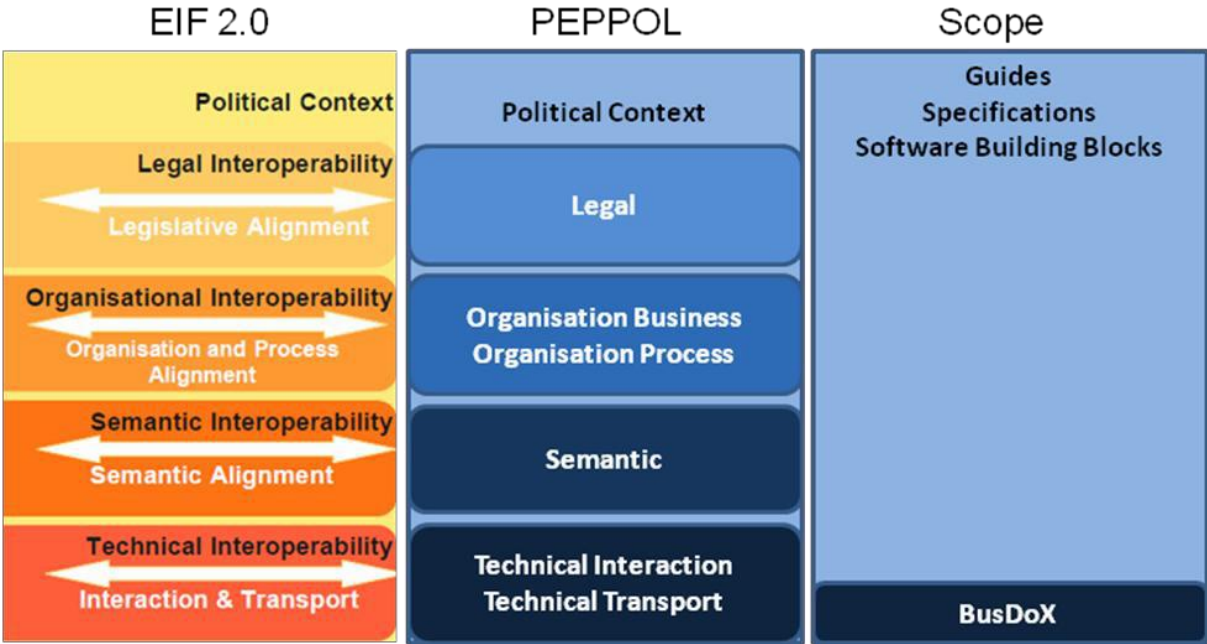 EIF 2.0
Political Context
Legal Interoperability
Legislative Alignment
Organisational Interoperability
Organisation and Process
Alignment
Semantic Interoperability
Semantic Alignment
Technical Interoperability
Interaction & Transport
PEPPOL
Political Context
Legal
Organisation Business
Organisation Process
Semantic
Technical Interaction
Technical Transport
Scope
Guides
Specifications
Software Building Blocks
BusDoX